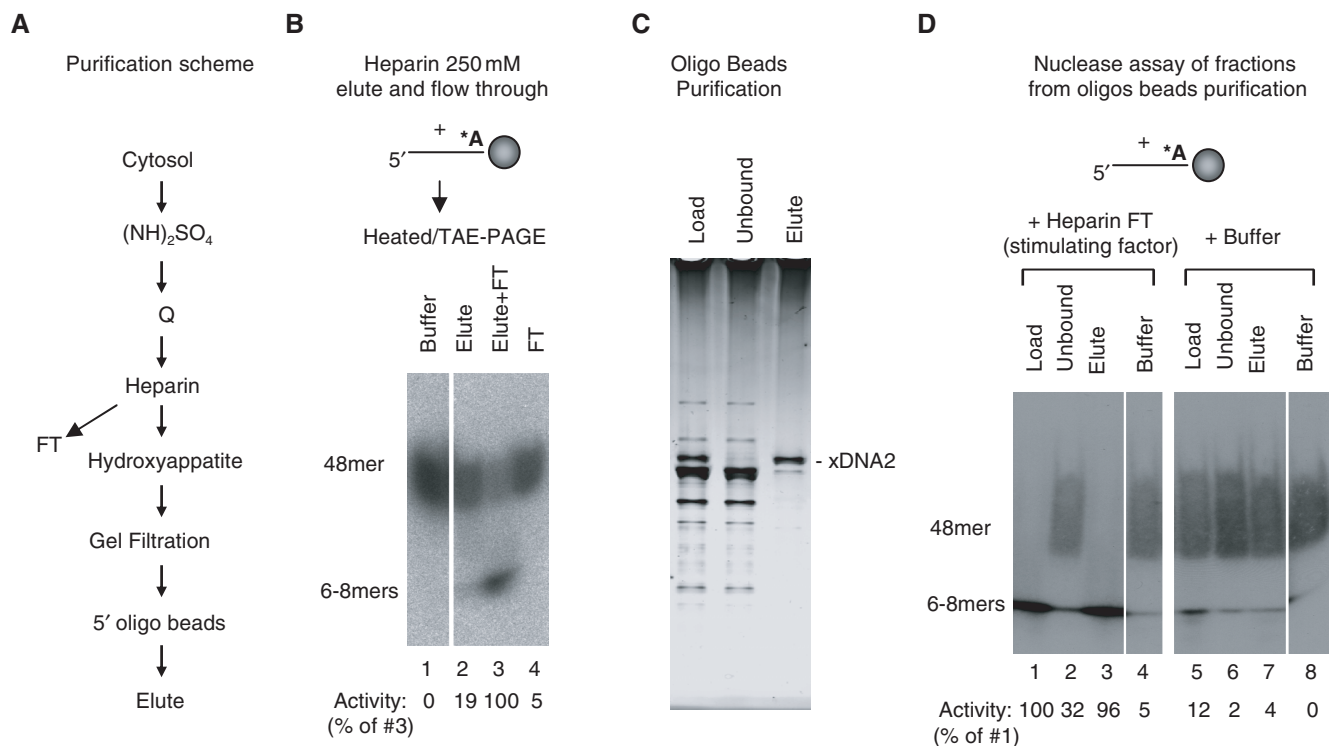 A
Purification scheme
Cytosol
(NH)₂SO₄
Q
Heparin
FT
Hydroxyappatite
Gel Filtration
5′ oligo beads
Elute
B
Heparin 250 mM
elute and flow through
+
*A
5′
Heated/TAE-PAGE
Buffer
Elute
Elute+FT
FT
48mer
6-8mers
1 2 3 4
Activity: 0 19 100 5
(% of #3)
C
Oligo Beads
Purification
Load
Unbound
Elute
- xDNA2
D
Nuclease assay of fractions
from oligos beads purification
+
*A
5′
+ Heparin FT
(stimulating factor)
+ Buffer
Load
Unbound
Elute
Buffer
Load
Unbound
Elute
Buffer
48mer
6-8mers
1 2 3 4 5 6 7 8
Activity: 100 32 96 5 12 2 4 0
(% of #1)